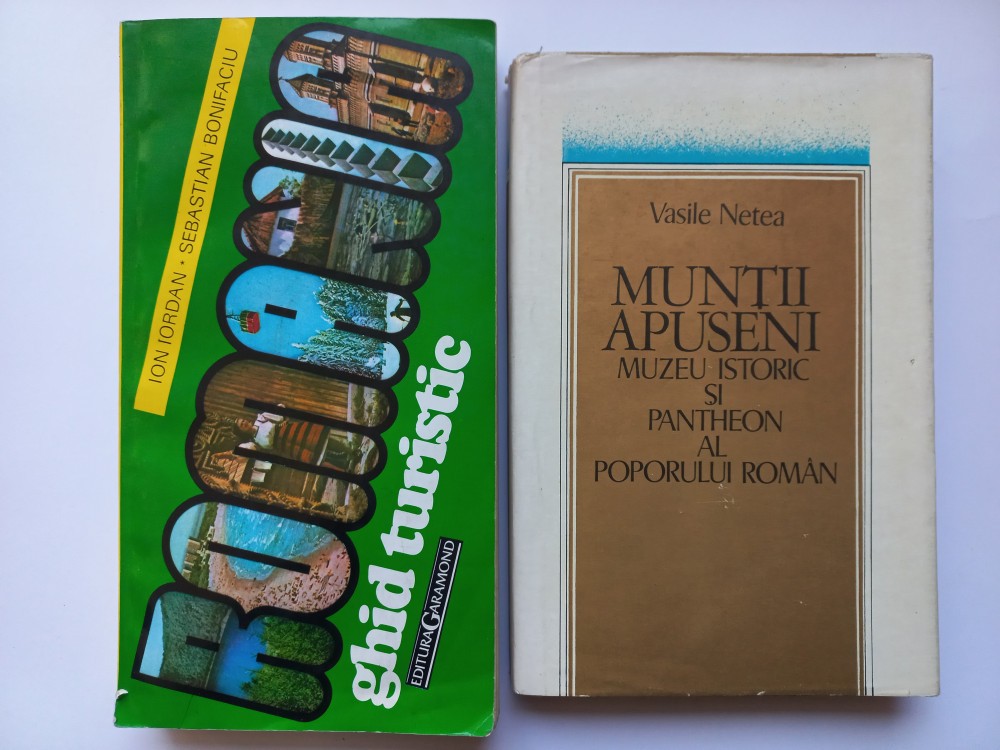 ION IORDAN * SEBASTIAN BONIFACIU
ROMANIA
ghid turistic
EDITURA GARAMOND
Vasile Netea
MUNȚII
APUSENI
MUZEU ISTORIC
ȘI
PANTHEON
AL
POPORULUI ROMÂN